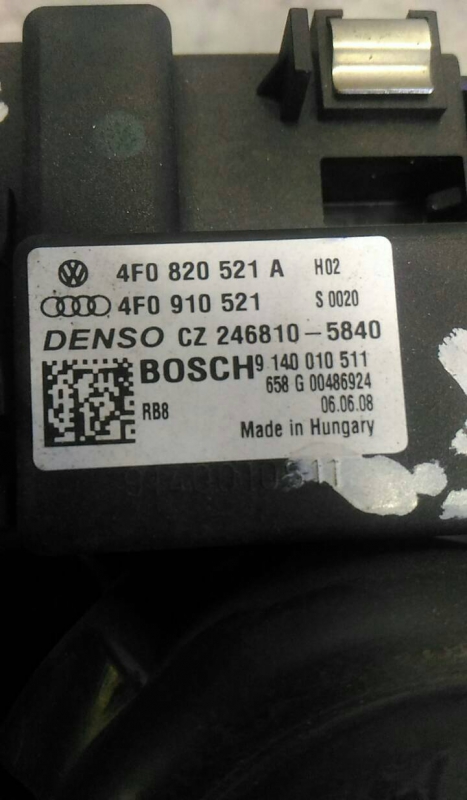 4F0 820 521 A H02
4F0 910 521 S 0020
DENSO CZ 246810-5840
BOSCH 9 140 010 511
658 G 00486924
RB8 06.06.08
Made in Hungary
9140010511